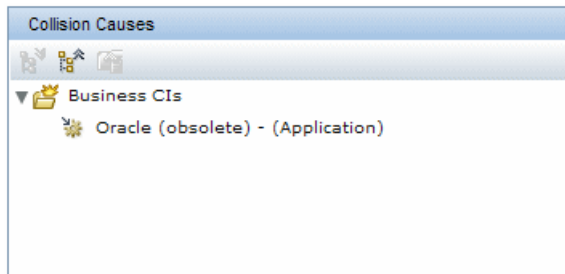 Collision Causes
Business CIs
Oracle (obsolete) - (Application)